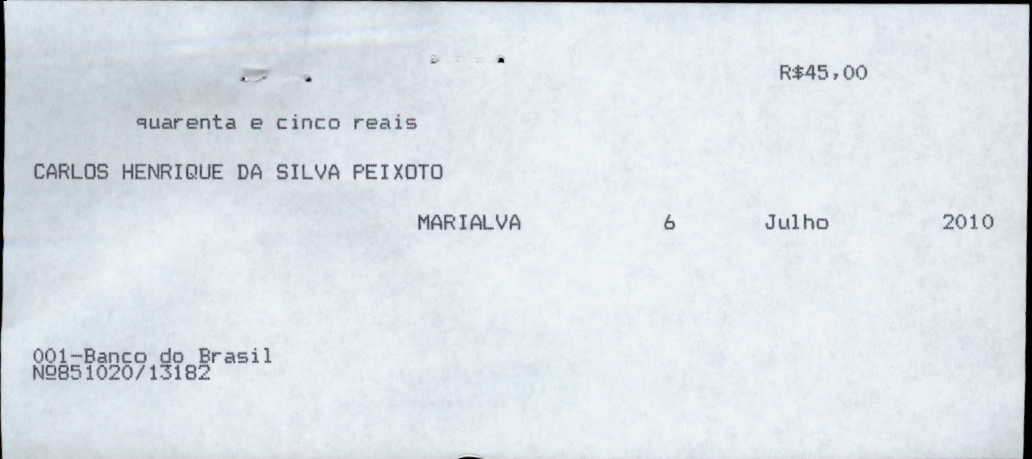 R$45,00
quarenta e cinco reais
CARLOS HENRIQUE DA SILVA PEIXOTO
MARIALVA 6 Julho 2010
001-Banco do Brasil
Nº851020/13182